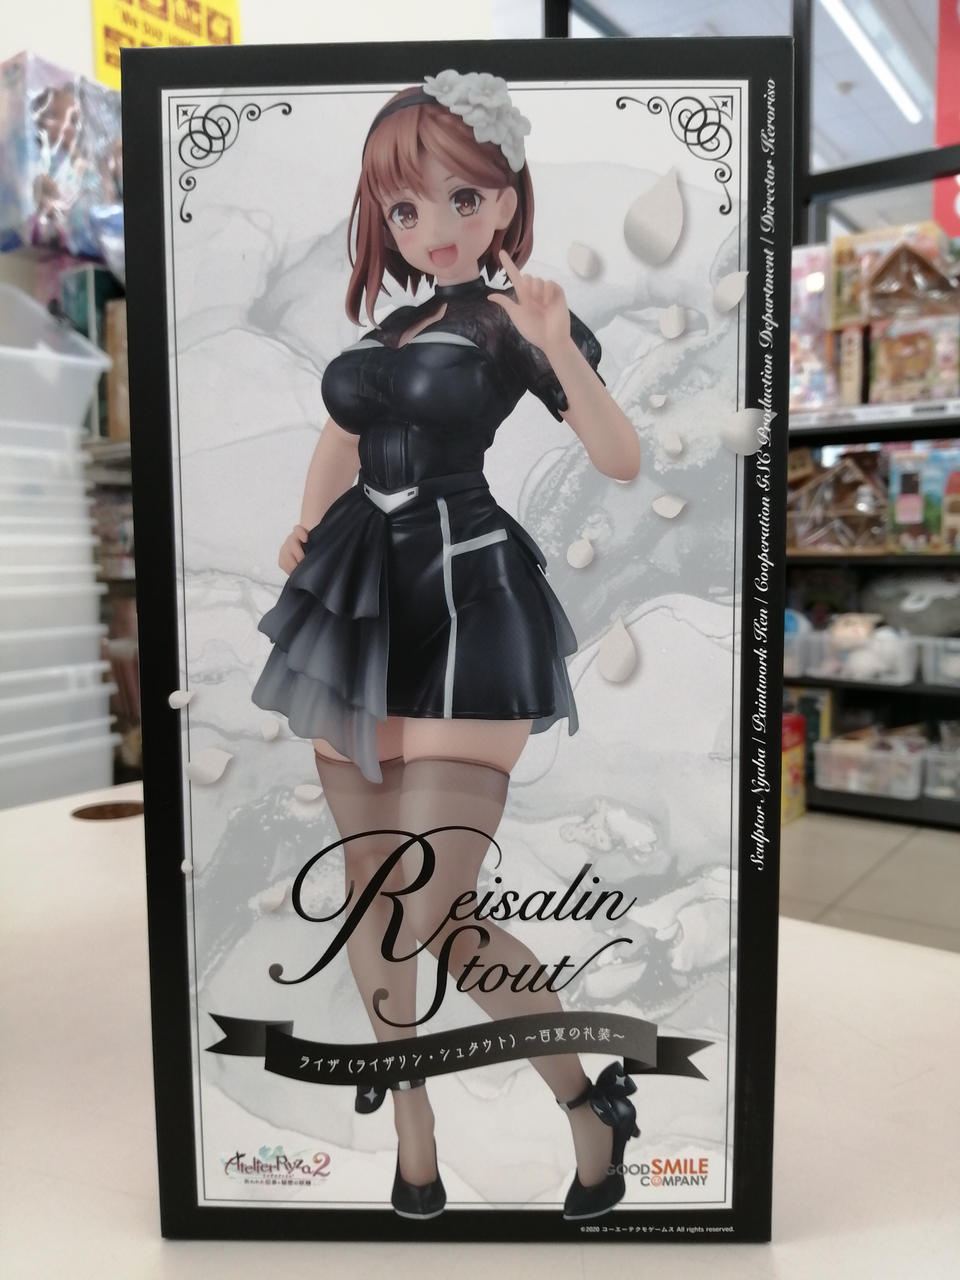 Reisalin
Stout
ライザ（ライザリン・シュタウト）～百夏の礼装～
Atelier Ryza 2
GOOD SMILE
COMPANY
©2020 コーエーテクモゲームス All rights reserved.
Sculptor Nyaba / Paintwork Ken / Cooperation GSC Production Department / Director Keroriso